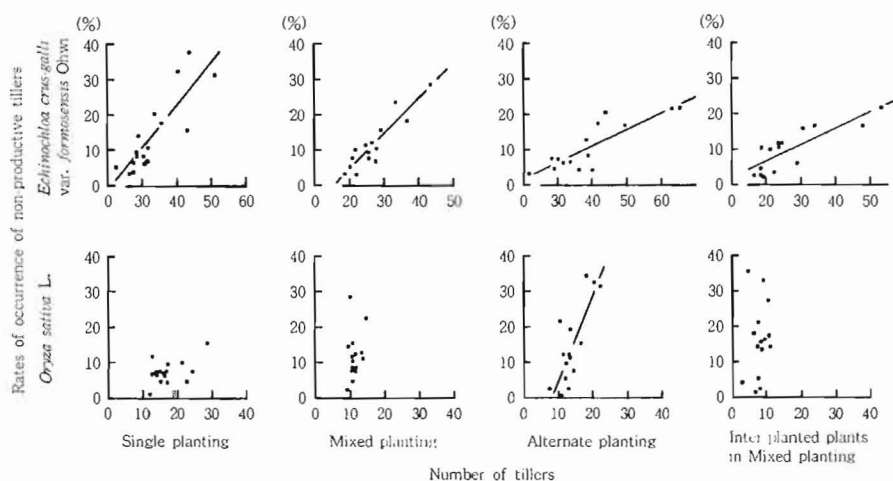 (%) (%) (%) (%)
40 40 40 40
30 30 30 30
20 20 20 20
10 10 10 10
0 0 0 0
20 30 40 50 60 10 20 30 40 50 20 30 40 50 60 0 10 20 30 40 50
Rates of occurrence of non-productive tillers
Echinochloa crus-galli
var. formosensis Ohwi
Oryza sativa L.
40 40 40 40
30 30 30 30
20 20 20 20
10 10 10 10
0 0 0 0
0 10 20 30 40 0 10 20 30 40 0 10 20 30 40 0 10 20 30 40
Single planting Mixed planting Alternate planting Inter planted plants
in Mixed planting
Number of tillers